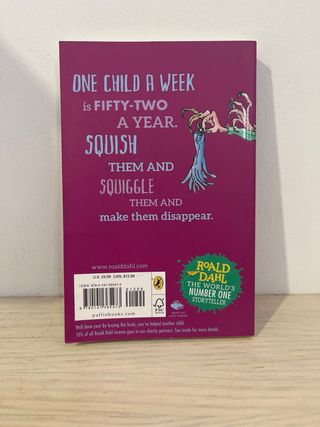 ONE CHILD A WEEK
is FIFTY-TWO
A YEAR.
SQUISH
THEM AND
SQUIGGLE
THEM AND
make them disappear.
www.roalddahl.com
ROALD
DAHL
THE WORLD'S
NUMBER ONE
STORYTELLER
puffinbooks.com
FSC
Well done you! By buying this book, you've helped another child.
10% of all Roald Dahl income goes to our charity partners. See inside for more details.